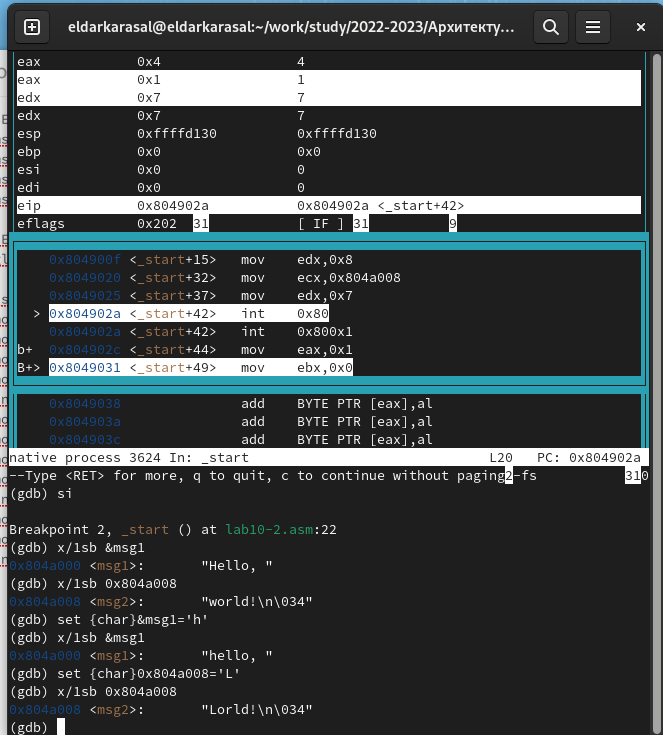 eldarkarasal@eldarkarasal:~/work/study/2022-2023/Архитекту...
eax 0x4 4
eax 0x1 1
edx 0x7 7
edx 0x7 7
esp 0xffffd130 0xffffd130
ebp 0x0 0x0
esi 0x0 0
edi 0x0 0
eip 0x804902a 0x804902a <_start+42>
eflags 0x202 31 [ IF ] 31 9
0x804900f <_start+15> mov edx,0x8
0x8049020 <_start+32> mov ecx,0x804a008
0x8049025 <_start+37> mov edx,0x7
> 0x804902a <_start+42> int 0x80
0x804902a <_start+42> int 0x800x1
b+ 0x804902c <_start+44> mov eax,0x1
B+> 0x8049031 <_start+49> mov ebx,0x0
0x8049038 add BYTE PTR [eax],al
0x804903a add BYTE PTR [eax],al
0x804903c add BYTE PTR [eax],al
native process 3624 In: _start L20 PC: 0x804902a
--Type <RET> for more, q to quit, c to continue without paging2-fs 310
(gdb) si
Breakpoint 2, _start () at lab10-2.asm:22
(gdb) x/1sb &msg1
0x804a000 <msg1>: "Hello, "
(gdb) x/1sb 0x804a008
0x804a008 <msg2>: "world!\n\034"
(gdb) set {char}&msg1='h'
(gdb) x/1sb &msg1
0x804a000 <msg1>: "hello, "
(gdb) set {char}0x804a008='L'
(gdb) x/1sb 0x804a008
0x804a008 <msg2>: "Lorld!\n\034"
(gdb)